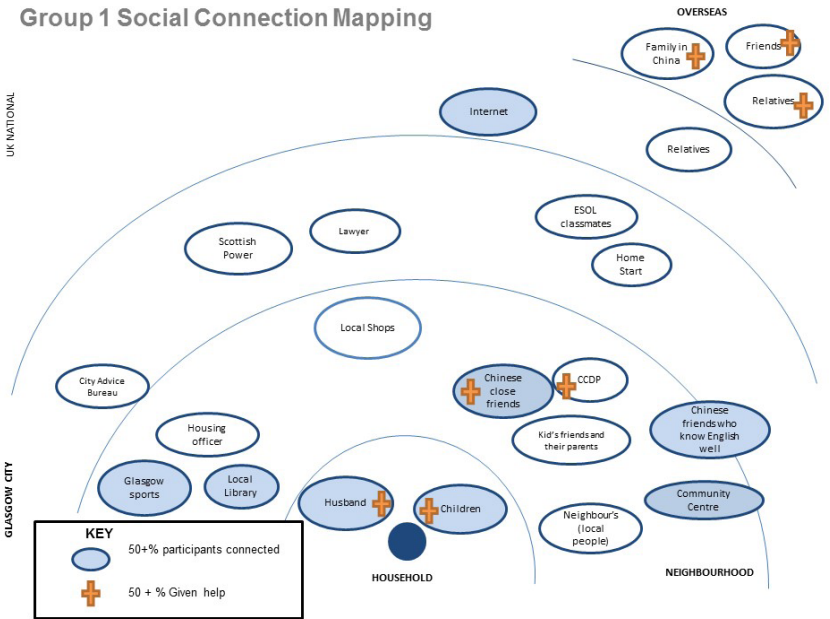 Group 1 Social Connection Mapping
OVERSEAS
UK NATIONAL
Family in
China
Friends
Relatives
Internet
Relatives
Scottish
Power
Lawyer
ESOL
classmates
Home
Start
Local Shops
City Advice
Bureau
Chinese
close
friends
CCDP
Housing
officer
Kid's friends and
their parents
Chinese
friends who
know English
well
GLASGOW CITY
Glasgow
sports
Local
Library
Husband
Children
Neighbour's
(local
people)
Community
Centre
HOUSEHOLD
NEIGHBOURHOOD
KEY
50+% participants connected
50 + % Given help